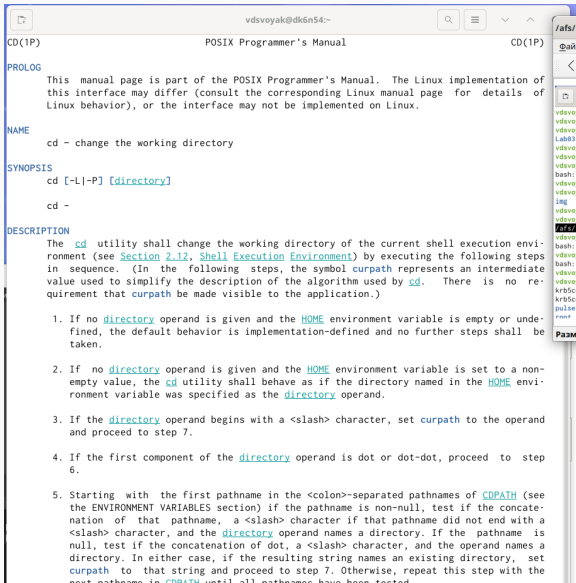 vdsvoyak@dk6n54:~
CD(1P) POSIX Programmer's Manual CD(1P)
PROLOG
This manual page is part of the POSIX Programmer's Manual. The Linux implementation of
this interface may differ (consult the corresponding Linux manual page for details of
Linux behavior), or the interface may not be implemented on Linux.
NAME
cd - change the working directory
SYNOPSIS
cd [-L|-P] [directory]
cd -
DESCRIPTION
The cd utility shall change the working directory of the current shell execution envi-
ronment (see Section 2.12, Shell Execution Environment) by executing the following steps
in sequence. (In the following steps, the symbol curpath represents an intermediate
value used to simplify the description of the algorithm used by cd. There is no re-
quirement that curpath be made visible to the application.)
1. If no directory operand is given and the HOME environment variable is empty or unde-
fined, the default behavior is implementation-defined and no further steps shall be
taken.
2. If no directory operand is given and the HOME environment variable is set to a non-
empty value, the cd utility shall behave as if the directory named in the HOME envi-
ronment variable was specified as the directory operand.
3. If the directory operand begins with a <slash> character, set curpath to the operand
and proceed to step 7.
4. If the first component of the directory operand is dot or dot-dot, proceed to step
6.
5. Starting with the first pathname in the <colon>-separated pathnames of CDPATH (see
the ENVIRONMENT VARIABLES section) if the pathname is non-null, test if the concate-
nation of that pathname, a <slash> character if that pathname did not end with a
<slash> character, and the directory operand names a directory. If the pathname is
null, test if the concatenation of dot, a <slash> character, and the operand names a
directory. In either case, if the resulting string names an existing directory, set
curpath to that string and proceed to step 7. Otherwise, repeat this step with the
next pathname in CDPATH until all pathnames have been tested.
/afs/
Фай
vdsvo
vdsvo
Lab03
vdsvo
vdsvo
bash:
vdsvo
vdsvo
img
vdsvo
vdsvo
/afs/
vdsvo
bash:
vdsvo
bash:
vdsvo
vdsvo
krb5c
krb5c
pulse
root
Разм